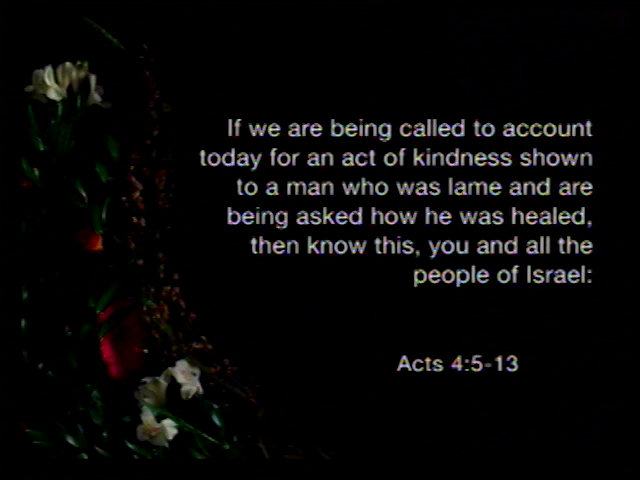 If we are being called to account
today for an act of kindness shown
to a man who was lame and are
being asked how he was healed,
then know this, you and all the
people of Israel:
Acts 4:5-13